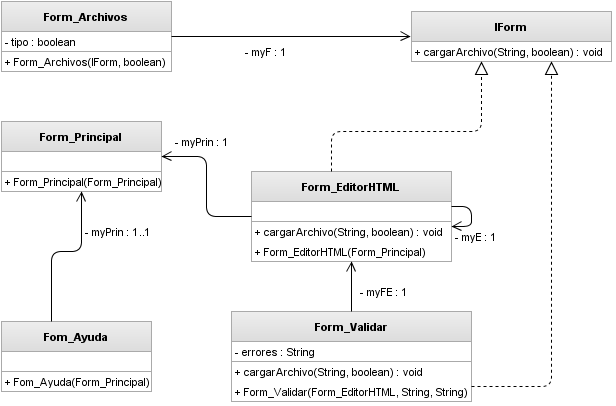 Form_Archivos
- tipo : boolean
+ Form_Archivos(IForm, boolean)
- myF : 1
IForm
+ cargarArchivo(String, boolean) : void
Form_Principal
+ Form_Principal(Form_Principal)
- myPrin : 1
Form_EditorHTML
+ cargarArchivo(String, boolean) : void
+ Form_EditorHTML(Form_Principal)
- myE : 1
- myPrin : 1..1
- myFE : 1
Fom_Ayuda
+ Fom_Ayuda(Form_Principal)
Form_Validar
- errores : String
+ cargarArchivo(String, boolean) : void
+ Form_Validar(Form_EditorHTML, String, String)